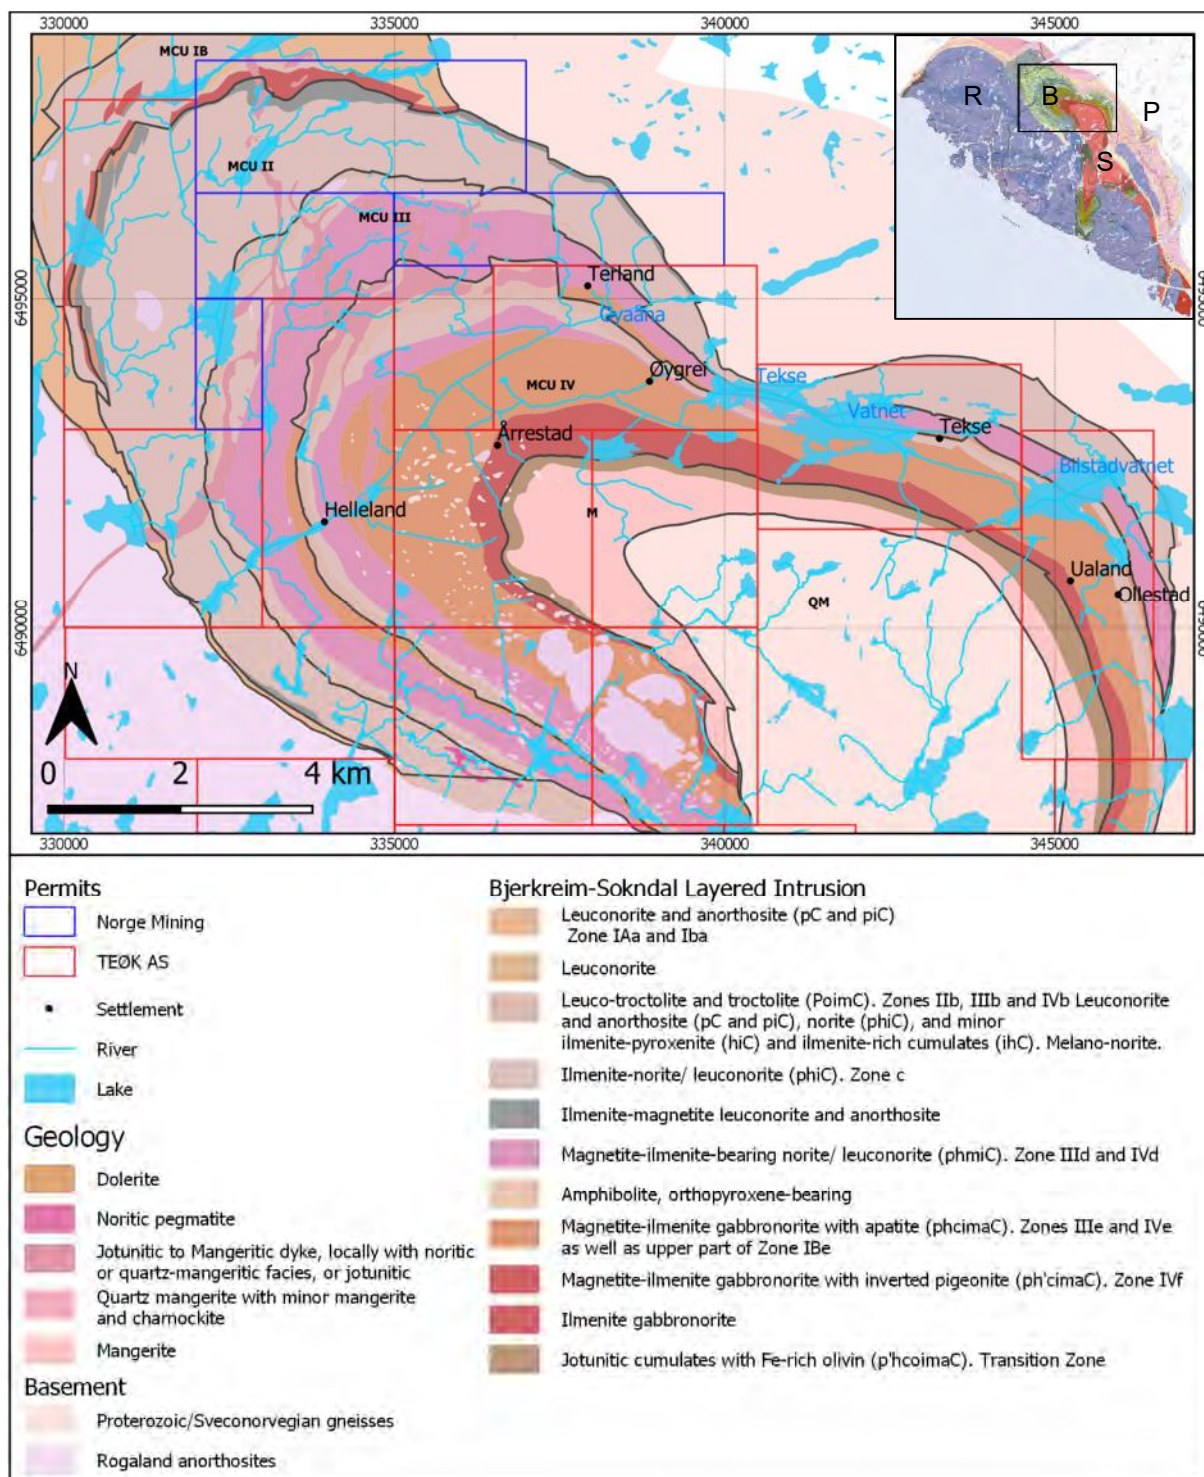 330000 335000 340000 345000
MCU IB
MCU II
MCU III
MCU IV
R B P
S
6495000 6495000
Terland
Gyaåna
Øygrei
Tekse
Vatnet
Tekse
Bilstadvatnet
Årrestad
Helleland
M
QM
Ualand
Ollestad
6490000 6490000
N
0 2 4 km
330000 335000 340000 345000
Permits
Norge Mining
TEØK AS
Settlement
River
Lake
Geology
Dolerite
Noritic pegmatite
Jotunitic to Mangeritic dyke, locally with noritic
or quartz-mangeritic facies, or jotunitic
Quartz mangerite with minor mangerite
and charnockite
Mangerite
Basement
Proterozoic/Sveconorvegian gneisses
Rogaland anorthosites
Bjerkreim-Sokndal Layered Intrusion
Leuconorite and anorthosite (pC and piC)
Zone IAa and Iba
Leuconorite
Leuco-troctolite and troctolite (PoimC). Zones IIb, IIIb and IVb Leuconorite
and anorthosite (pC and piC), norite (phiC), and minor
ilmenite-pyroxenite (hiC) and ilmenite-rich cumulates (ihC). Melano-norite.
Ilmenite-norite/ leuconorite (phiC). Zone c
Ilmenite-magnetite leuconorite and anorthosite
Magnetite-ilmenite-bearing norite/ leuconorite (phmiC). Zone IIId and IVd
Amphibolite, orthopyroxene-bearing
Magnetite-ilmenite gabbronorite with apatite (phcimaC). Zones IIIe and IVe
as well as upper part of Zone IBe
Magnetite-ilmenite gabbronorite with inverted pigeonite (ph'cimaC). Zone IVf
Ilmenite gabbronorite
Jotunitic cumulates with Fe-rich olivin (p'hcoimaC). Transition Zone